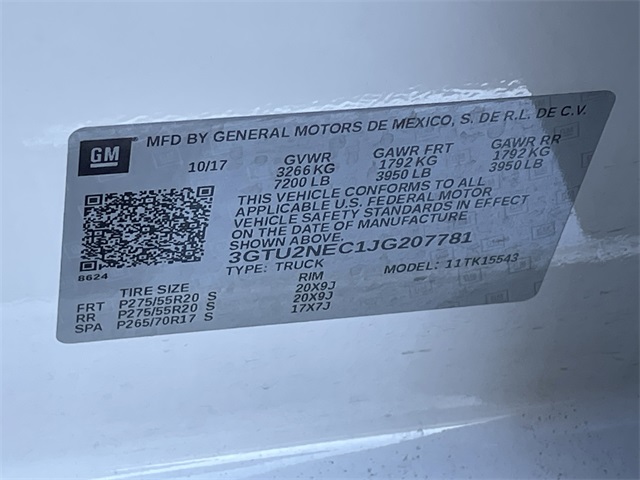 GM
MFD BY GENERAL MOTORS DE MEXICO, S. DE R.L. DE C.V.
10/17 GVWR GAWR FRT GAWR RR
3266 KG 1792 KG 1792 KG
7200 LB 3950 LB 3950 LB
THIS VEHICLE CONFORMS TO ALL
APPLICABLE U.S. FEDERAL MOTOR
VEHICLE SAFETY STANDARDS IN EFFECT
ON THE DATE OF MANUFACTURE
SHOWN ABOVE.
3GTU2NEC1JG207781
TYPE: TRUCK MODEL: 11TK15543
8624
TIRE SIZE RIM
FRT P275/55R20 S 20X9J
RR P275/55R20 S 20X9J
SPA P265/70R17 S 17X7J